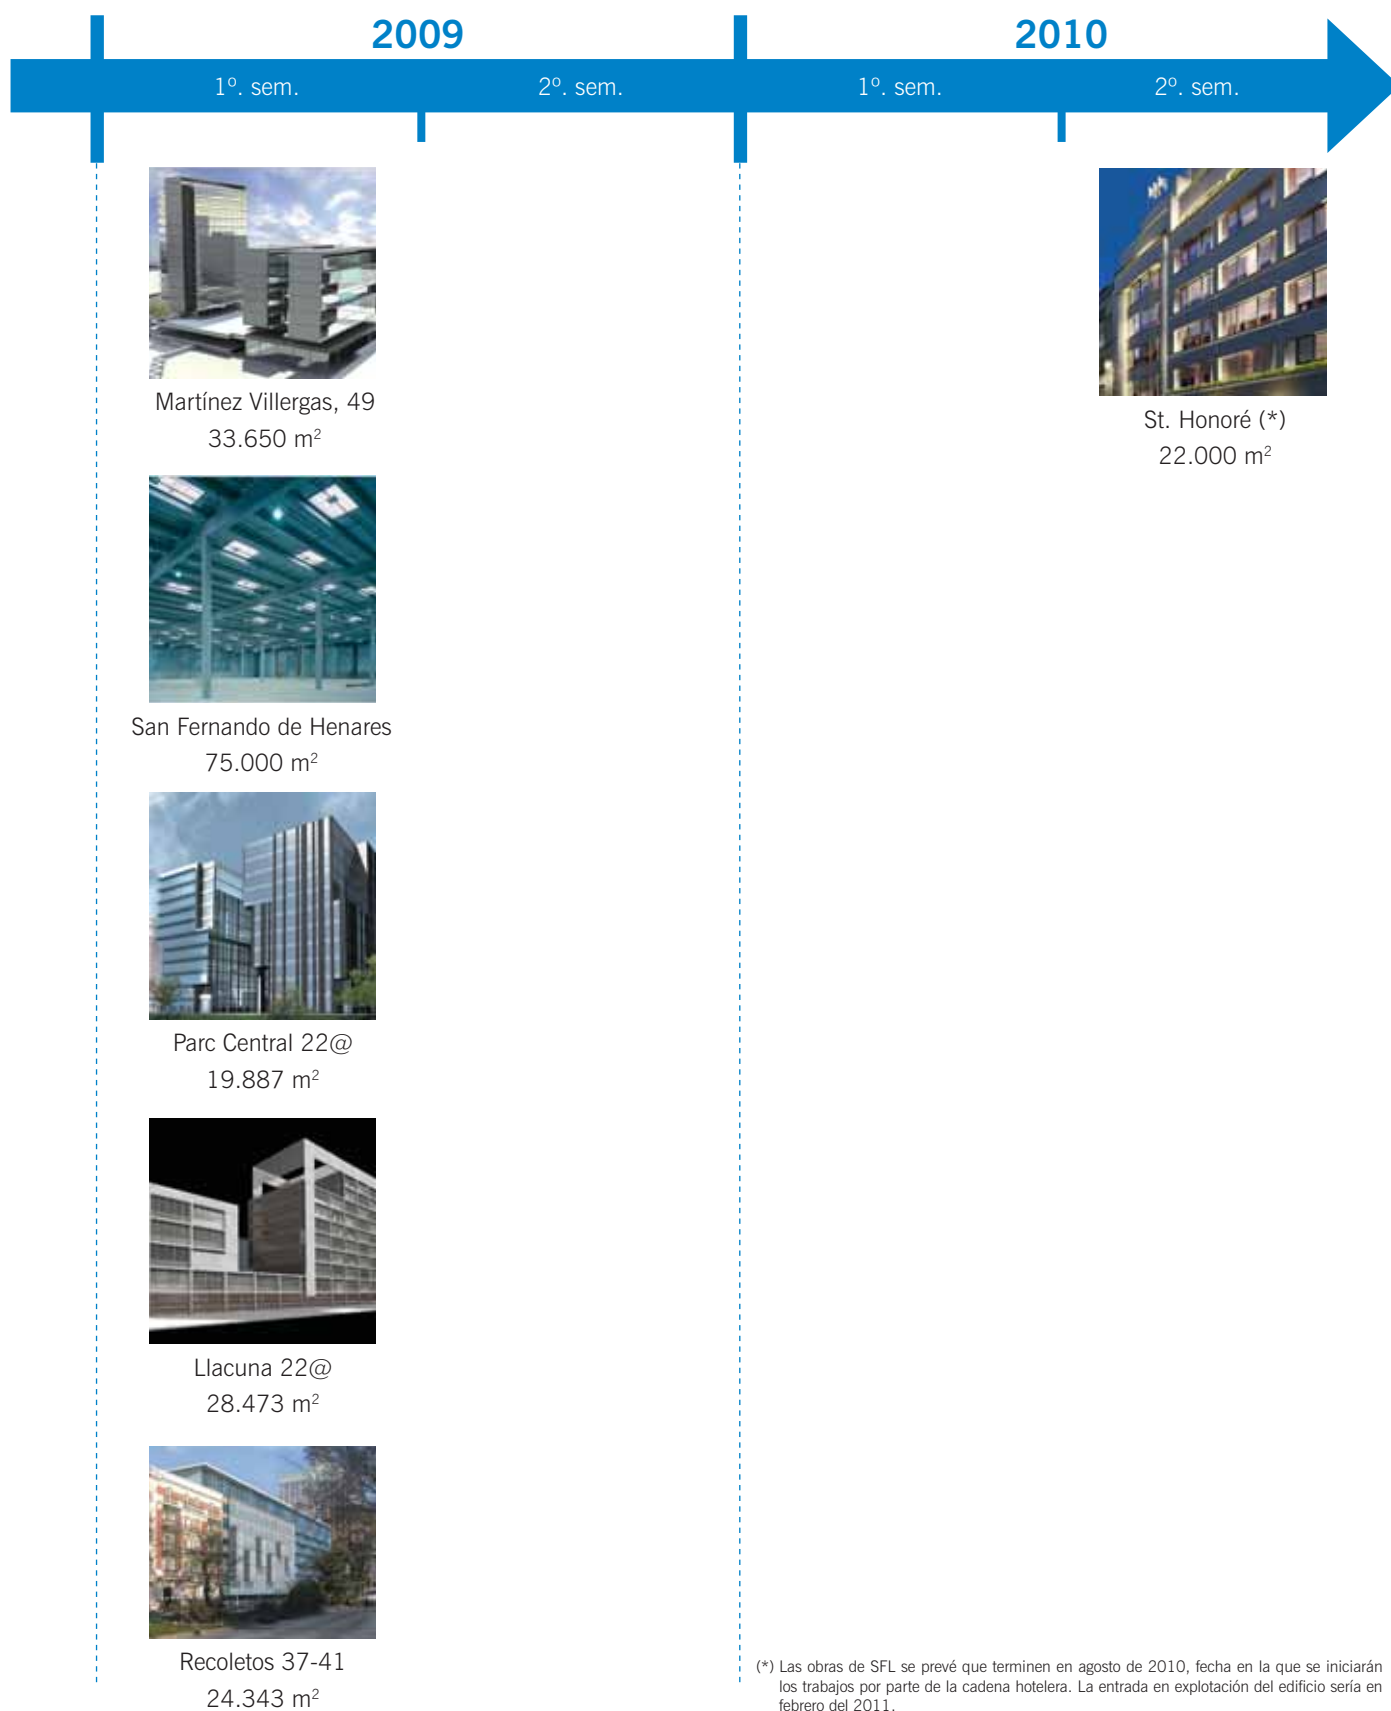 2009
2010
1º. sem.
2º. sem.
1º. sem.
2º. sem.
Martínez Villergas, 49
33.650 m²
St. Honoré (*)
22.000 m²
San Fernando de Henares
75.000 m²
Parc Central 22@
19.887 m²
Llacuna 22@
28.473 m²
Recoletos 37-41
24.343 m²
(*) Las obras de SFL se prevé que terminen en agosto de 2010, fecha en la que se iniciarán
los trabajos por parte de la cadena hotelera. La entrada en explotación del edificio sería en
febrero del 2011.